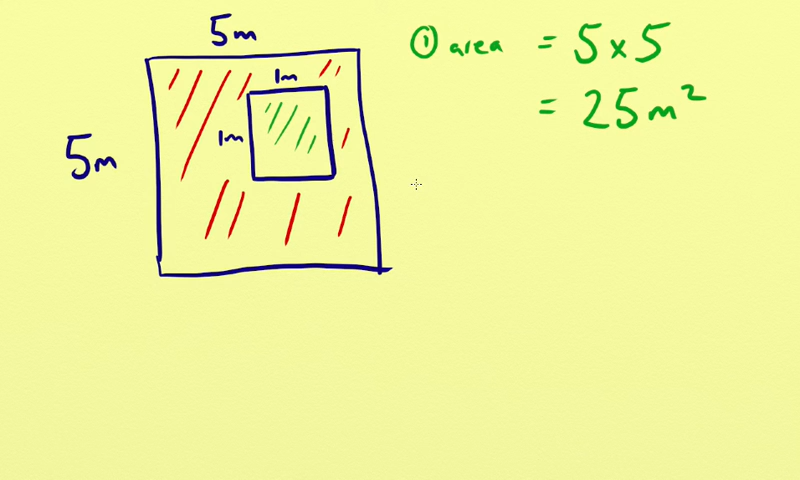 5m
① area = 5 x 5
1m
= 25m²
1m
5m